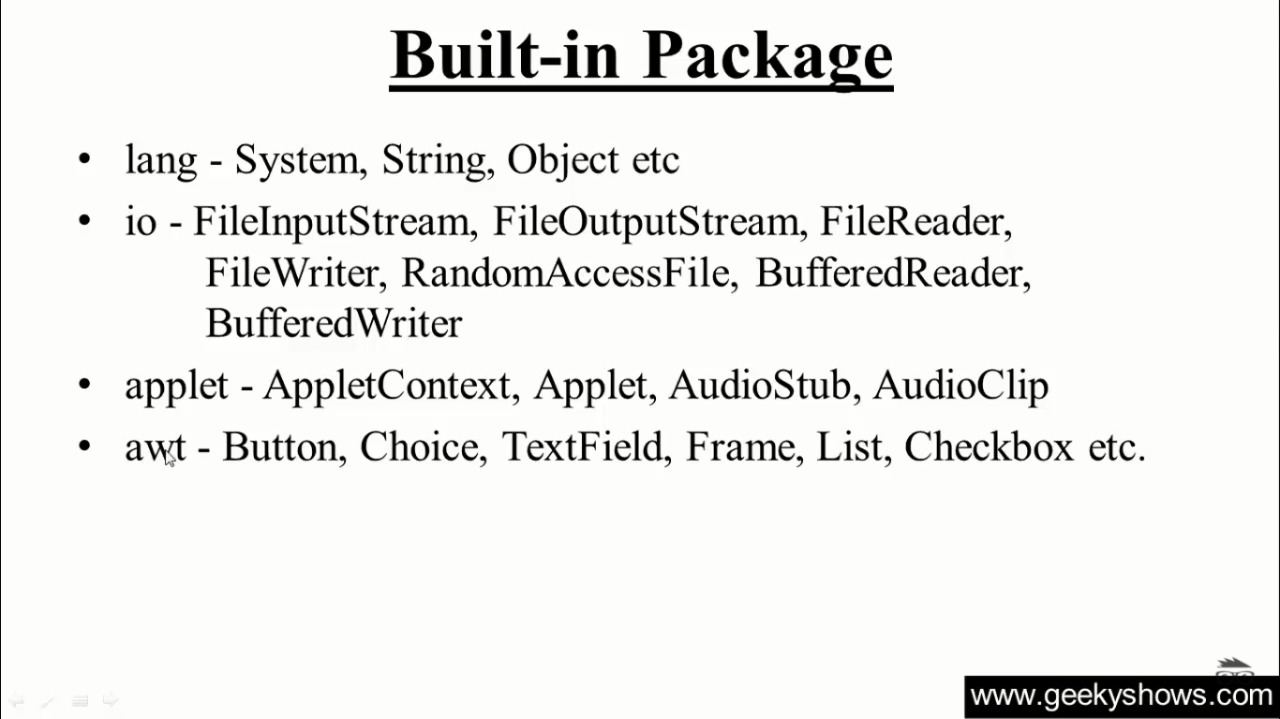 Built-in Package
• lang - System, String, Object etc
• io - FileInputStream, FileOutputStream, FileReader,
FileWriter, RandomAccessFile, BufferedReader,
BufferedWriter
• applet - AppletContext, Applet, AudioStub, AudioClip
• awt - Button, Choice, TextField, Frame, List, Checkbox etc.
www.geekyshows.com